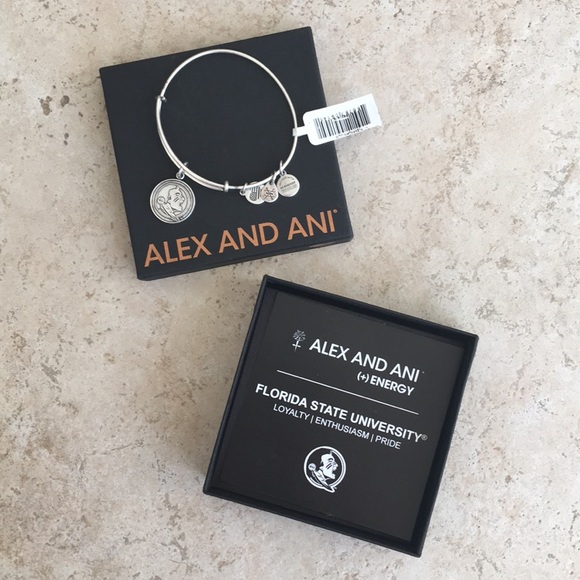 ALEX AND ANI®
ALEX AND ANI
(+) ENERGY
FLORIDA STATE UNIVERSITY®
LOYALTY | ENTHUSIASM | PRIDE